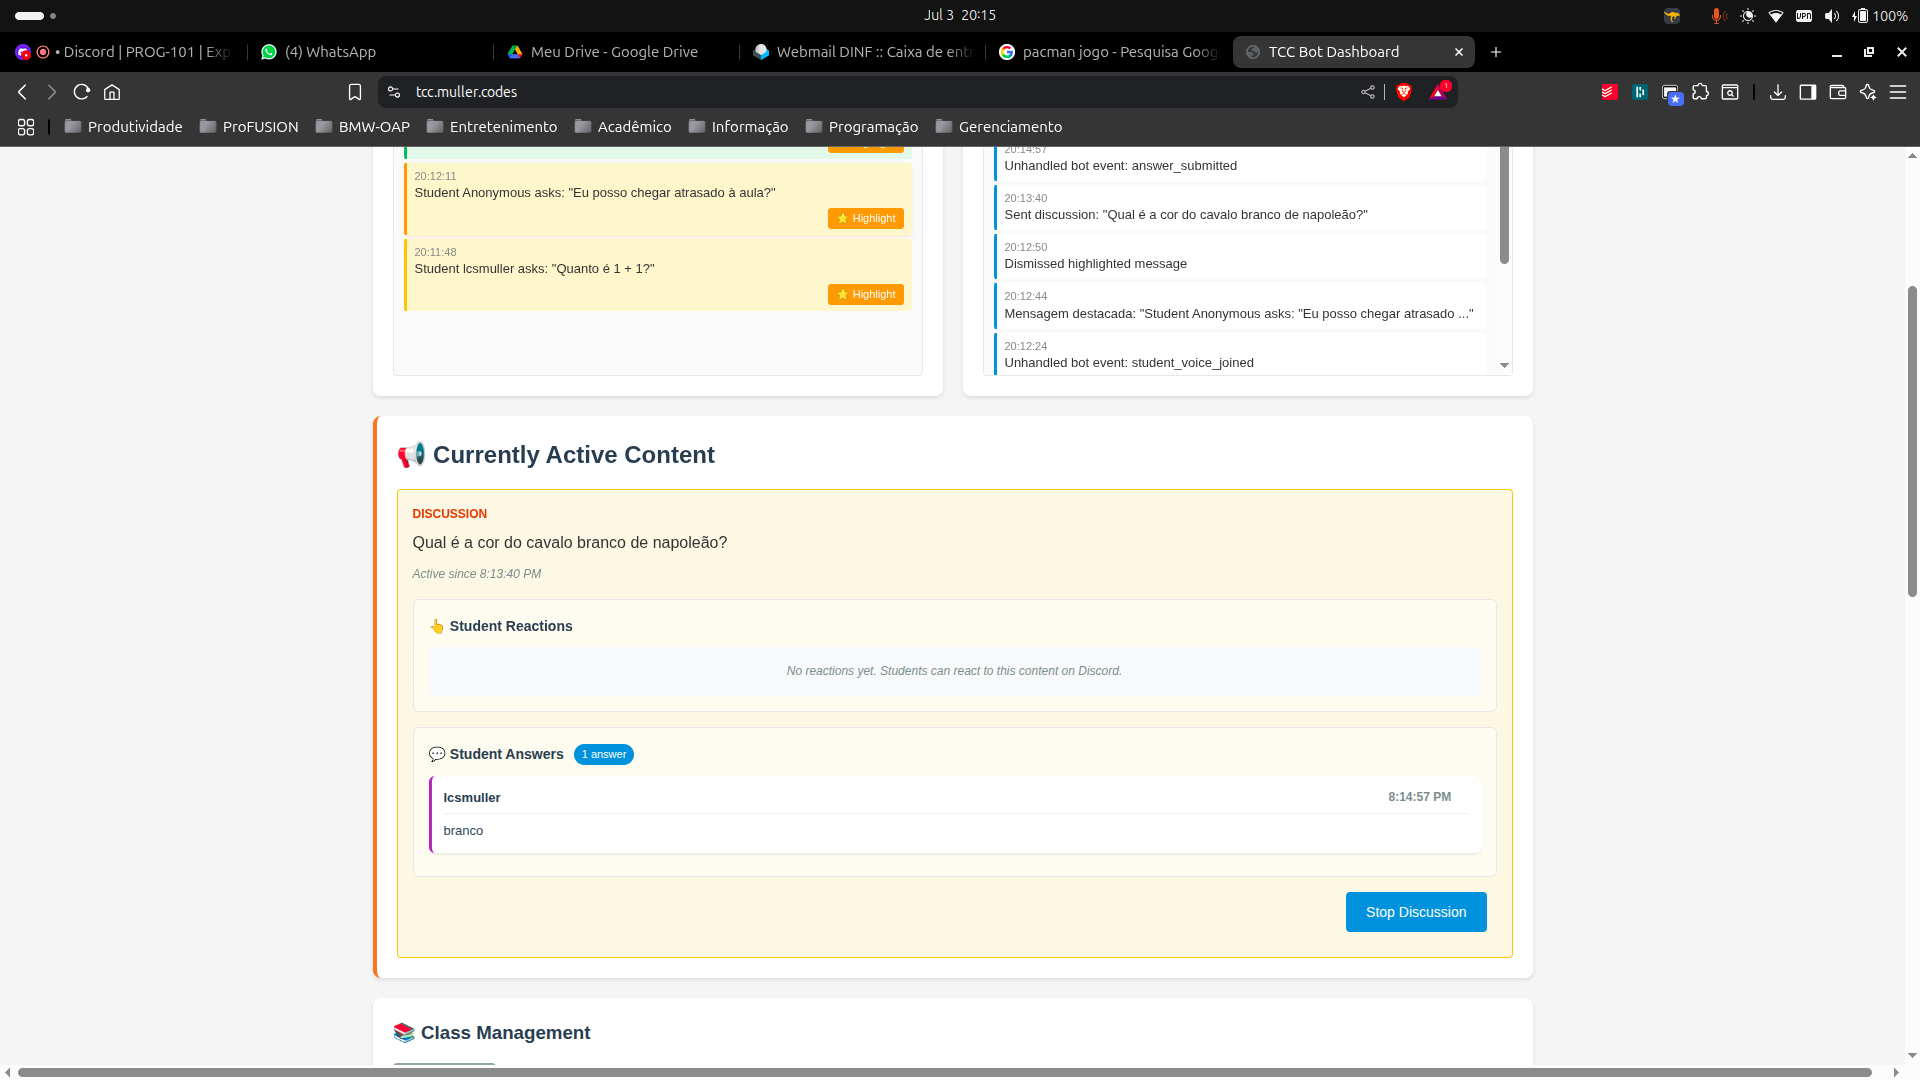 Jul 3 20:15
VPN
100%
• Discord | PROG-101 | Exp
(4) WhatsApp
Meu Drive - Google Drive
Webmail DINF :: Caixa de ent
pacman jogo - Pesquisa Goog
TCC Bot Dashboard
tcc.muller.codes
1
Produtividade
ProFUSION
BMW-OAP
Entretenimento
Acadêmico
Informação
Programação
Gerenciamento
20:12:11
Student Anonymous asks: "Eu posso chegar atrasado à aula?"
⭐ Highlight
20:11:48
Student lcsmuller asks: "Quanto é 1 + 1?"
⭐ Highlight
20:14:57
Unhandled bot event: answer_submitted
20:13:40
Sent discussion: "Qual é a cor do cavalo branco de napoleão?"
20:12:50
Dismissed highlighted message
20:12:44
Mensagem destacada: "Student Anonymous asks: "Eu posso chegar atrasado ..."
20:12:24
Unhandled bot event: student_voice_joined
📢 Currently Active Content
DISCUSSION
Qual é a cor do cavalo branco de napoleão?
Active since 8:13:40 PM
👆 Student Reactions
No reactions yet. Students can react to this content on Discord.
💬 Student Answers 1 answer
lcsmuller
8:14:57 PM
branco
Stop Discussion
📚 Class Management